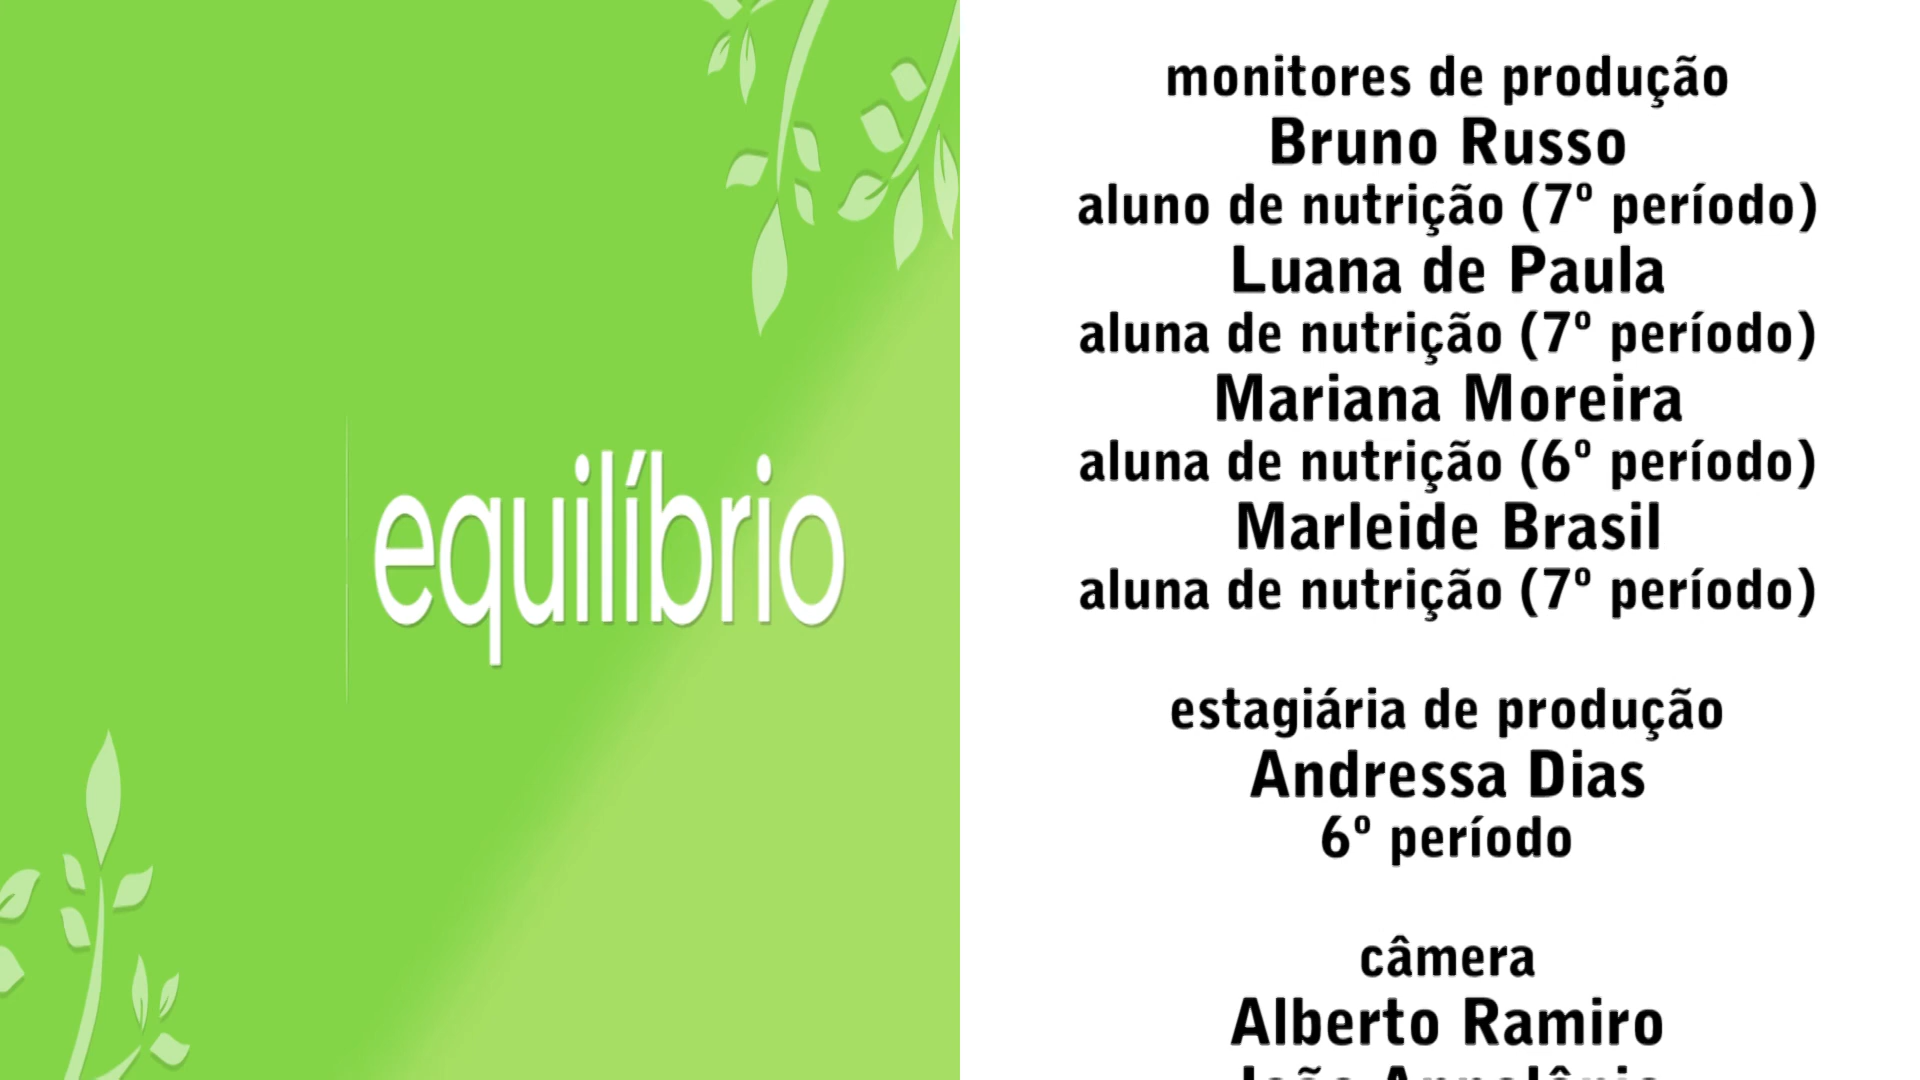 equilíbrio
monitores de produção
Bruno Russo
aluno de nutrição (7º período)
Luana de Paula
aluna de nutrição (7º período)
Mariana Moreira
aluna de nutrição (6º período)
Marleide Brasil
aluna de nutrição (7º período)
estagiária de produção
Andressa Dias
6º período
câmera
Alberto Ramiro
João